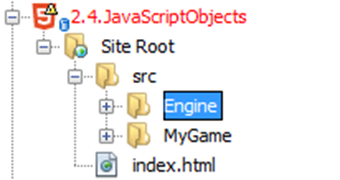 2.4.JavaScriptObjects
Site Root
src
Engine
MyGame
index.html